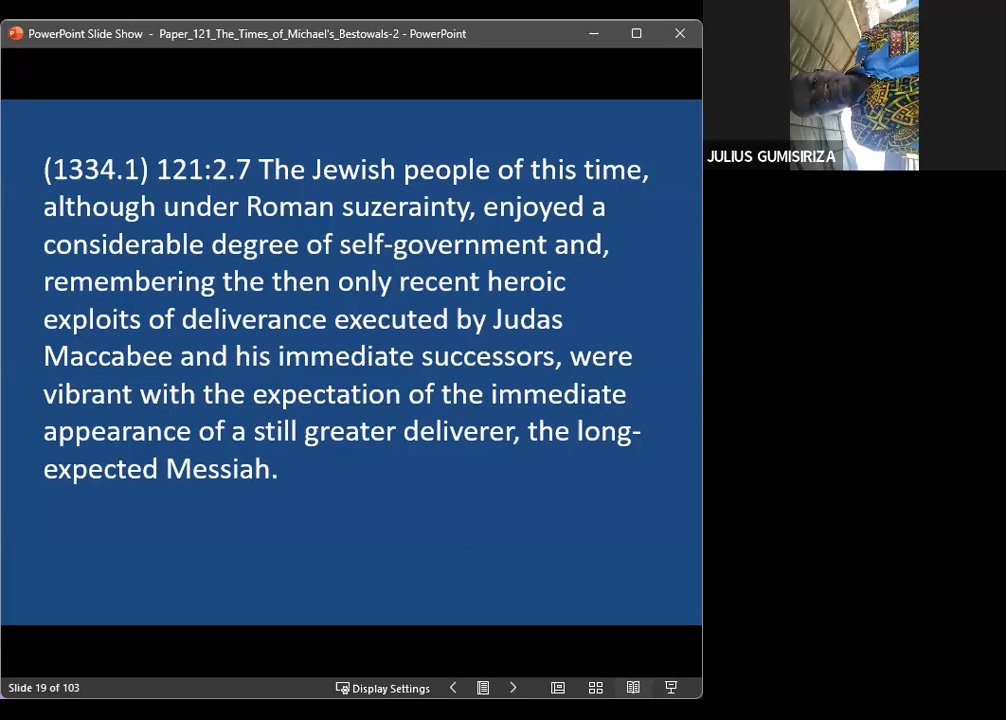 PowerPoint Slide Show - Paper_121_The_Times_of_Michael's_Bestowals-2 - PowerPoint
JULIUS GUMISIRIZA
(1334.1) 121:2.7 The Jewish people of this time,
although under Roman suzerainty, enjoyed a
considerable degree of self-government and,
remembering the then only recent heroic
exploits of deliverance executed by Judas
Maccabee and his immediate successors, were
vibrant with the expectation of the immediate
appearance of a still greater deliverer, the long-
expected Messiah.
Slide 19 of 103
Display Settings